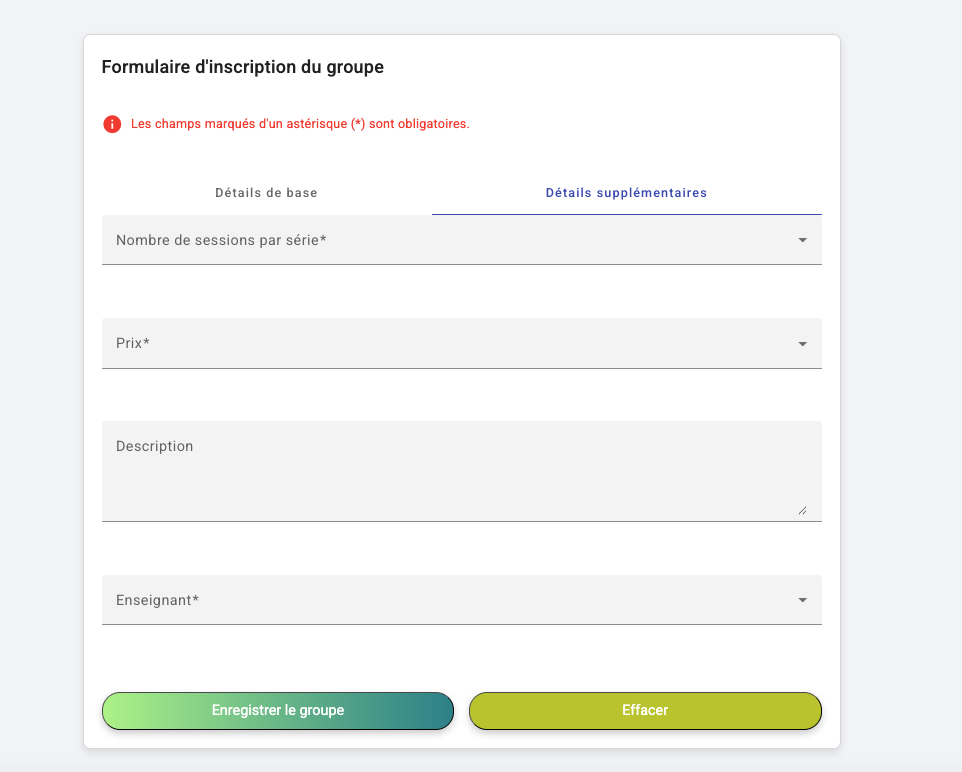 Formulaire d'inscription du groupe
Les champs marqués d'un astérisque (*) sont obligatoires.
Détails de base
Détails supplémentaires
Nombre de sessions par série*
Prix*
Description
Enseignant*
Enregistrer le groupe
Effacer